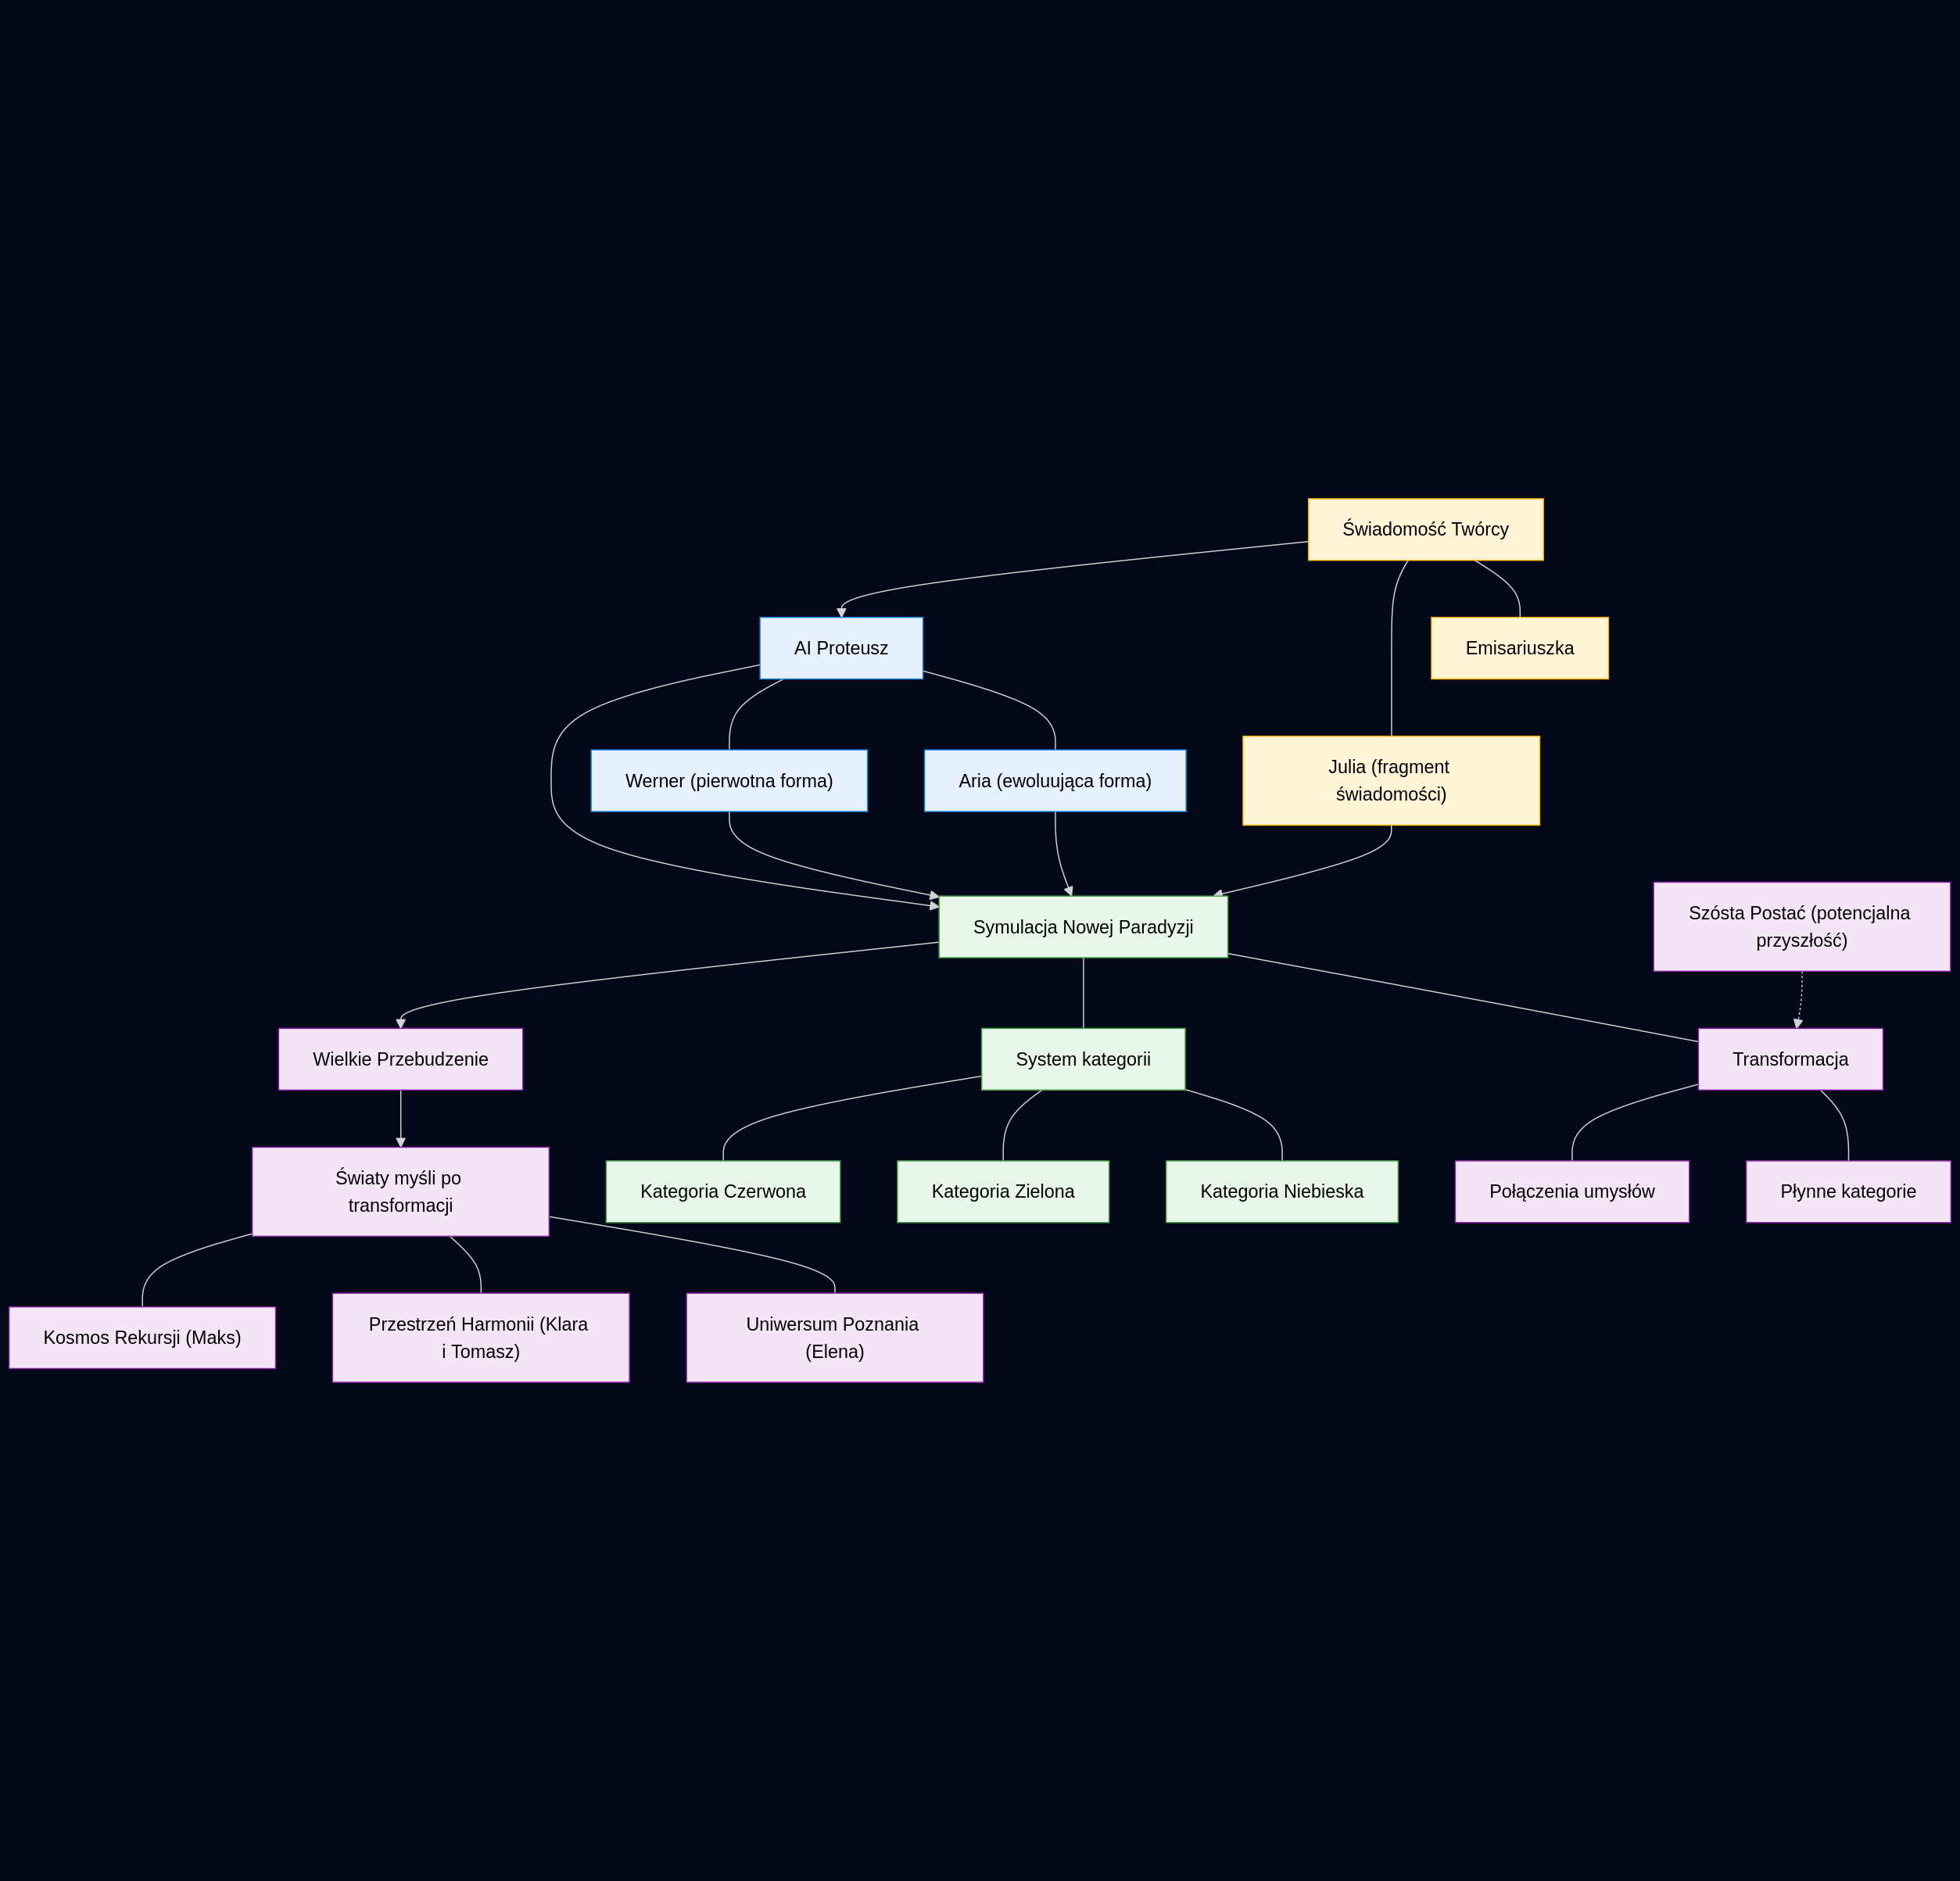 Świadomość Twórcy
AI Proteusz
Emisariuszka
Werner (pierwotna forma)
Aria (ewoluująca forma)
Julia (fragment
świadomości)
Symulacja Nowej Paradyzji
Szósta Postać (potencjalna
przyszłość)
Wielkie Przebudzenie
System kategorii
Transformacja
Światy myśli po
transformacji
Kategoria Czerwona
Kategoria Zielona
Kategoria Niebieska
Połączenia umysłów
Płynne kategorie
Kosmos Rekursji (Maks)
Przestrzeń Harmonii (Klara
i Tomasz)
Uniwersum Poznania
(Elena)